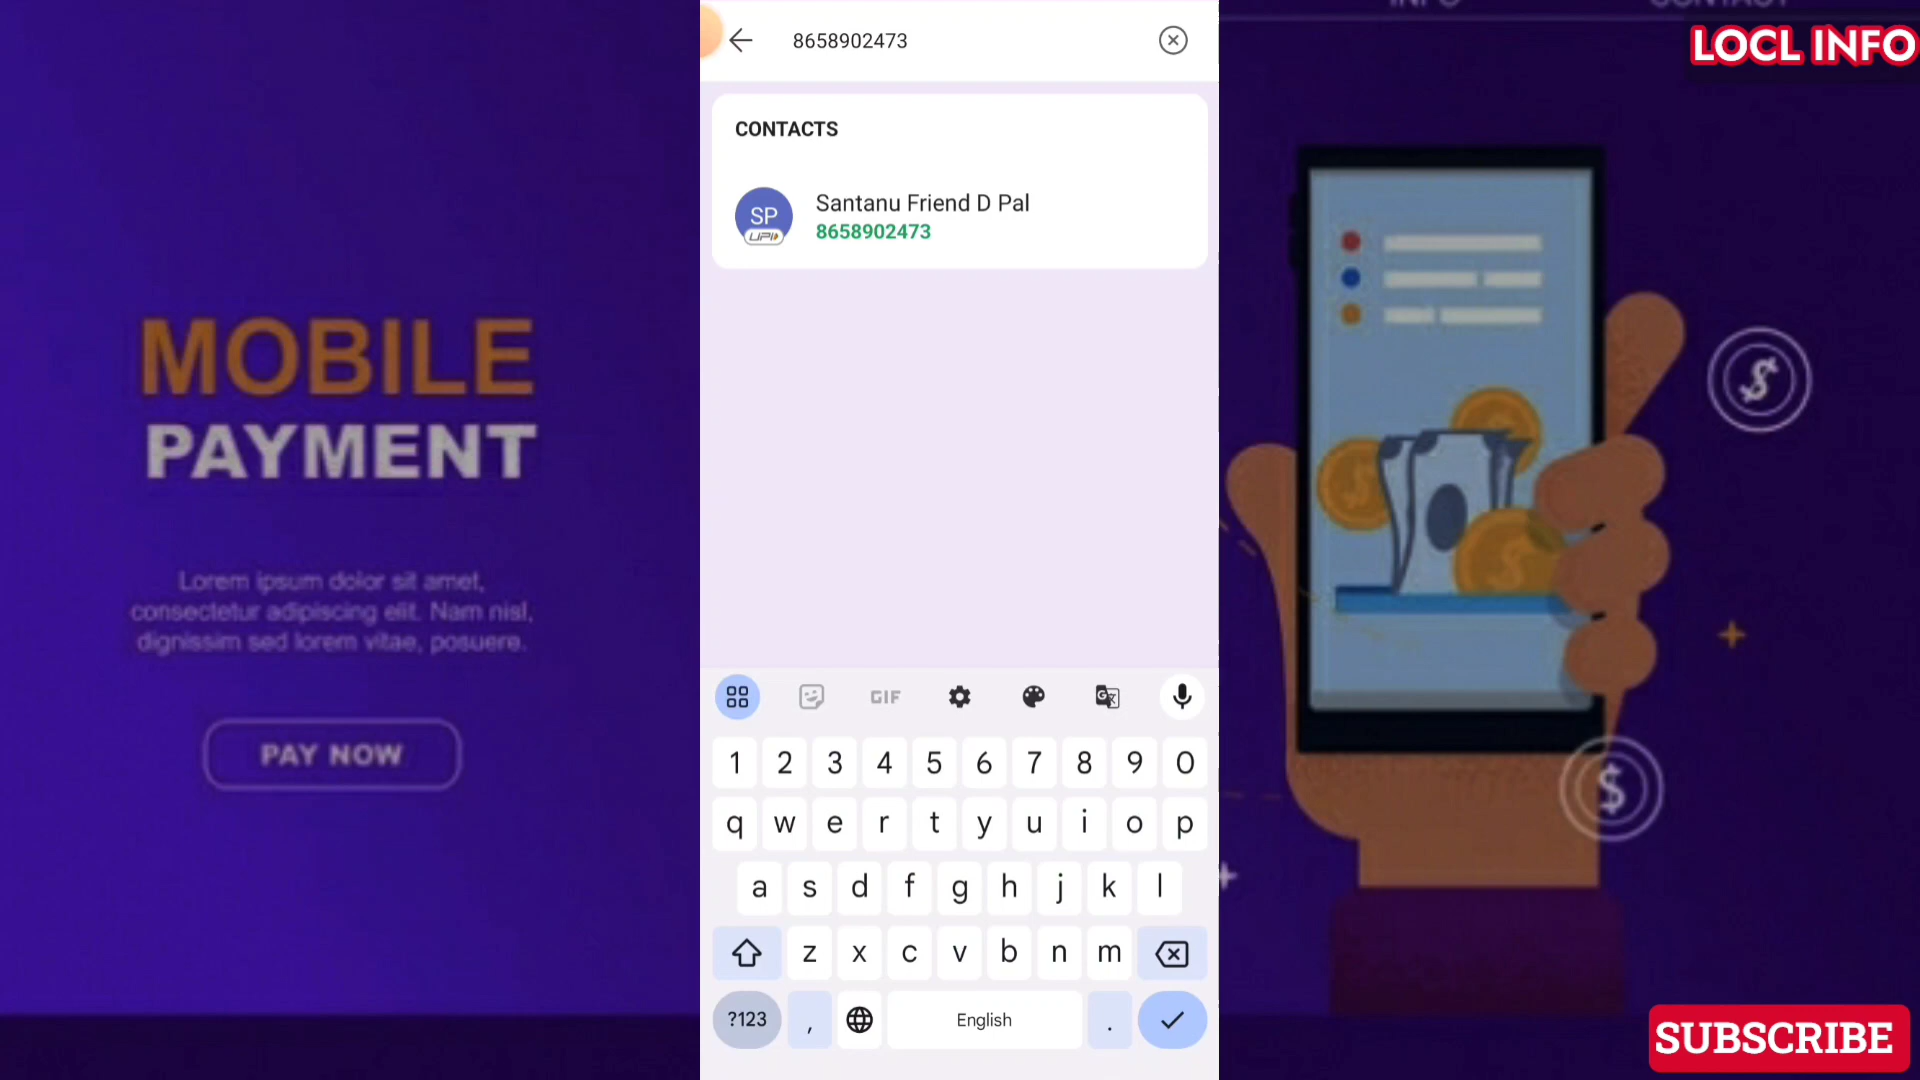 INFO
CONTACT
LOCL INFO
8658902473
CONTACTS
SP
UPI
Santanu Friend D Pal
8658902473
MOBILE
PAYMENT
Lorem ipsum dolor sit amet,
consectetur adipiscing elit. Nam nisl,
dignissim sed lorem vitae, posuere.
PAY NOW
$
$
GIF
G
1 2 3 4 5 6 7 8 9 0
q w e r t y u i o p
a s d f g h j k l
z x c v b n m
?123 , English .
SUBSCRIBE